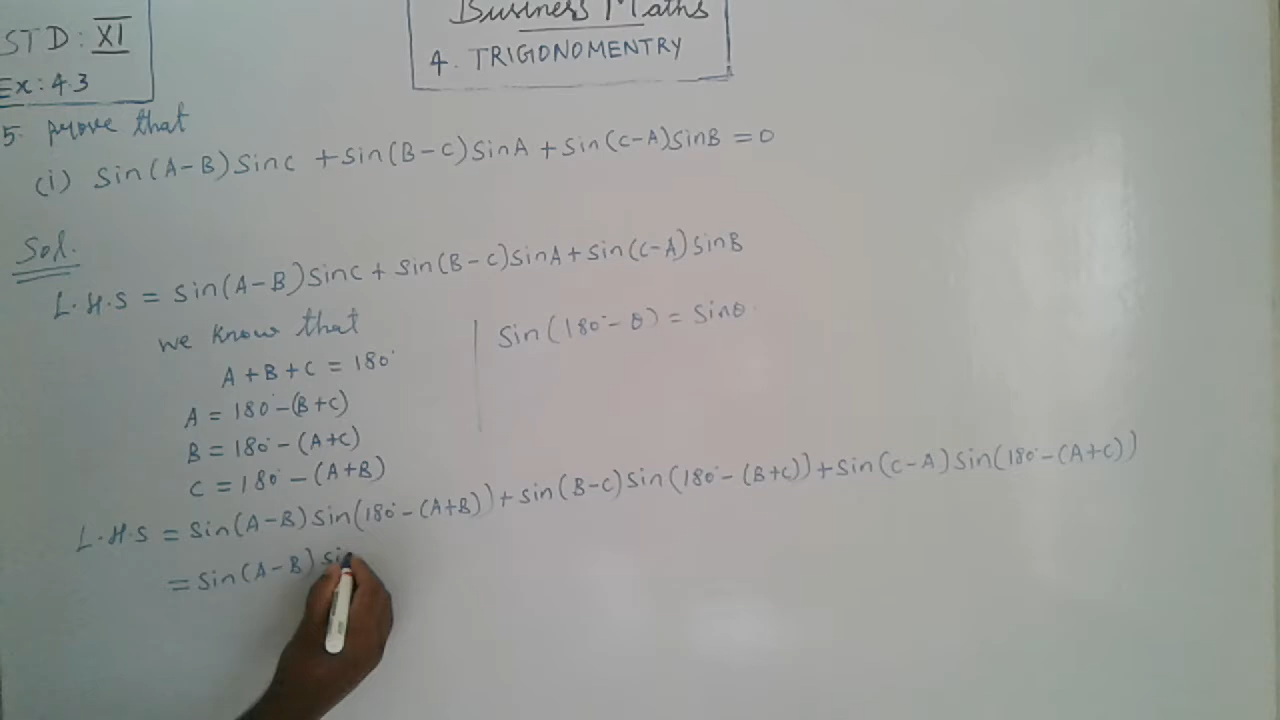 STD: XI
Ex: 4.3
Business Maths
4. TRIGONOMENTRY
5. prove that
(i) Sin(A-B) Sinc + sin(B-C) SinA + sin(C-A) sinB = 0
Sol.
L.H.S = sin(A-B) sinC + sin(B-C) sinA + sin(C-A) sinB
we know that
A + B + C = 180°
A = 180° - (B+C)
B = 180° - (A+C)
C = 180° - (A+B)
Sin(180° - θ) = Sinθ.
L.H.S = Sin(A-B) Sin(180° - (A+B)) + sin(B-C) Sin(180° - (B+C)) + Sin(C-A) Sin(180° - (A+C))
= Sin(A-B) si